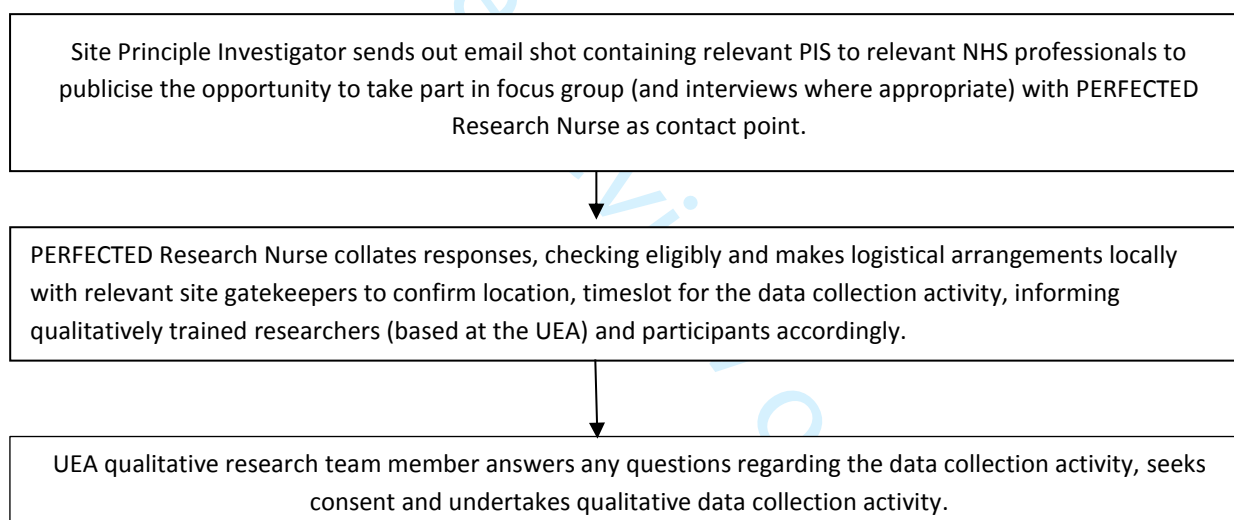 Site Principle Investigator sends out email shot containing relevant PIS to relevant NHS professionals to
publicise the opportunity to take part in focus group (and interviews where appropriate) with PERFECTED
Research Nurse as contact point.
PERFECTED Research Nurse collates responses, checking eligibly and makes logistical arrangements locally
with relevant site gatekeepers to confirm location, timeslot for the data collection activity, informing
qualitatively trained researchers (based at the UEA) and participants accordingly.
UEA qualitative research team member answers any questions regarding the data collection activity, seeks
consent and undertakes qualitative data collection activity.